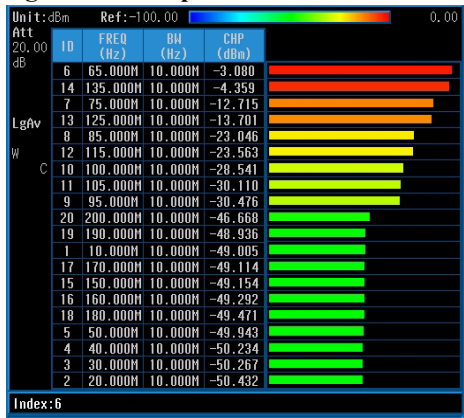 Unit:dBm Ref:-100.00 0.00
Att
20.00
dB
LgAv
W
C
ID FREQ (Hz) BW (Hz) CHP (dBm)
6 65.000M 10.000M -3.080
14 135.000M 10.000M -4.359
7 75.000M 10.000M -12.715
13 125.000M 10.000M -13.701
8 85.000M 10.000M -23.046
12 115.000M 10.000M -23.563
10 100.000M 10.000M -28.541
11 105.000M 10.000M -30.110
9 95.000M 10.000M -30.476
20 200.000M 10.000M -46.668
19 190.000M 10.000M -48.936
1 10.000M 10.000M -49.005
17 170.000M 10.000M -49.114
15 150.000M 10.000M -49.154
16 160.000M 10.000M -49.292
18 180.000M 10.000M -49.471
5 50.000M 10.000M -49.943
4 40.000M 10.000M -50.234
3 30.000M 10.000M -50.267
2 20.000M 10.000M -50.432
Index:6